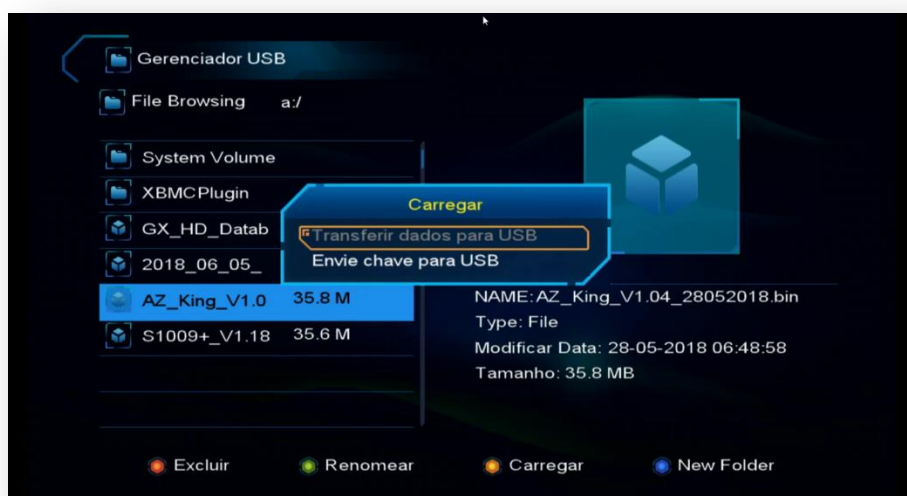 Gerenciador USB
File Browsing a:/
System Volume
XBMCPlugin
GX_HD_Datab
2018_06_05_
AZ_King_V1.0 35.8 M
S1009+_V1.18 35.6 M
Carregar
Transferir dados para USB
Envie chave para USB
NAME:AZ_King_V1.04_28052018.bin
Type: File
Modificar Data: 28-05-2018 06:48:58
Tamanho: 35.8 MB
Excluir Renomear Carregar New Folder